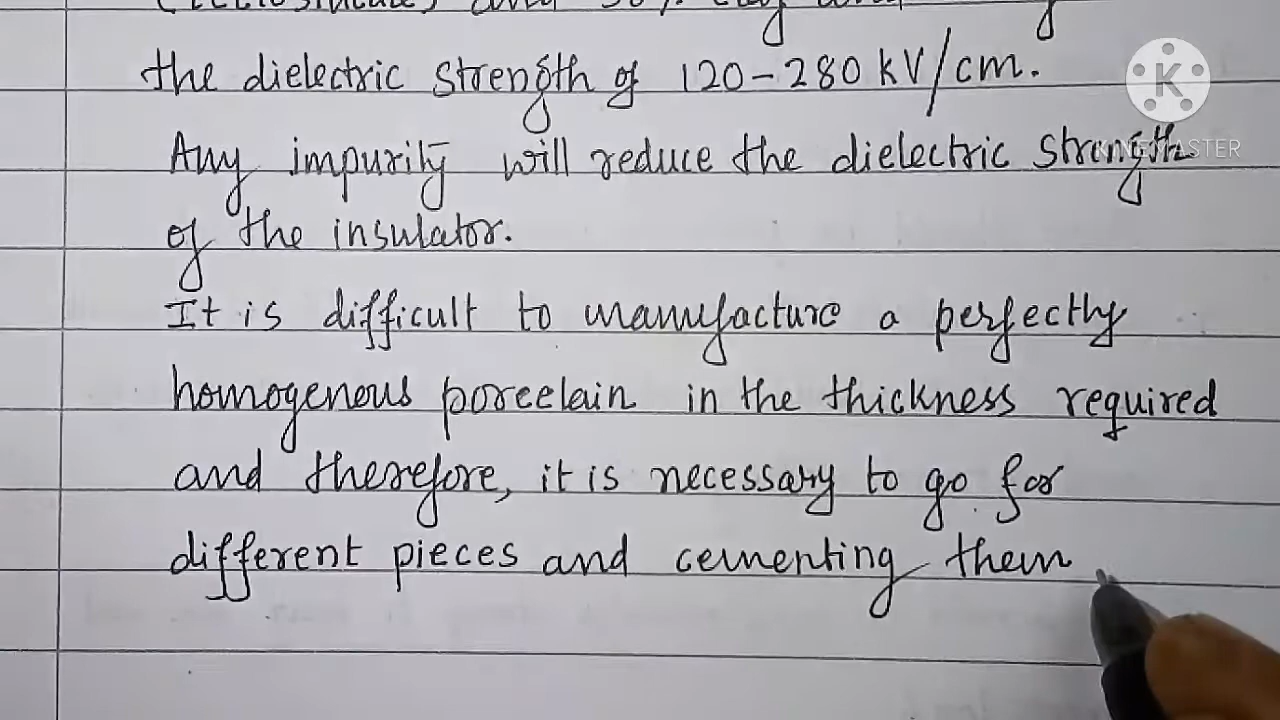 the dielectric strength of 120-280 kV/cm.
Any impurity will reduce the dielectric strength
of the insulator.
It is difficult to manufacture a perfectly
homogenous porcelain in the thickness required
and therefore, it is necessary to go for
different pieces and cementing them
K
KINEMASTER